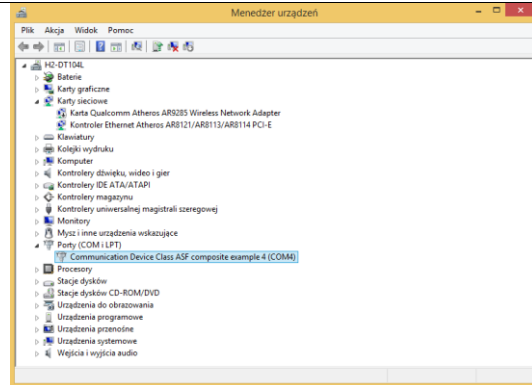 Menedżer urządzeń
Plik Akcja Widok Pomoc
H2-DT104L
Baterie
Karty graficzne
Karty sieciowe
Karta Qualcomm Atheros AR9285 Wireless Network Adapter
Kontroler Ethernet Atheros AR8121/AR8113/AR8114 PCI-E
Klawiatury
Kolejki wydruku
Komputer
Kontrolery dźwięku, wideo i gier
Kontrolery IDE ATA/ATAPI
Kontrolery magazynu
Kontrolery uniwersalnej magistrali szeregowej
Monitory
Mysz i inne urządzenia wskazujące
Porty (COM i LPT)
Communication Device Class ASF composite example 4 (COM4)
Procesory
Stacje dysków
Stacje dysków CD-ROM/DVD
Urządzenia do obrazowania
Urządzenia programowe
Urządzenia przenośne
Urządzenia systemowe
Wejścia i wyjścia audio